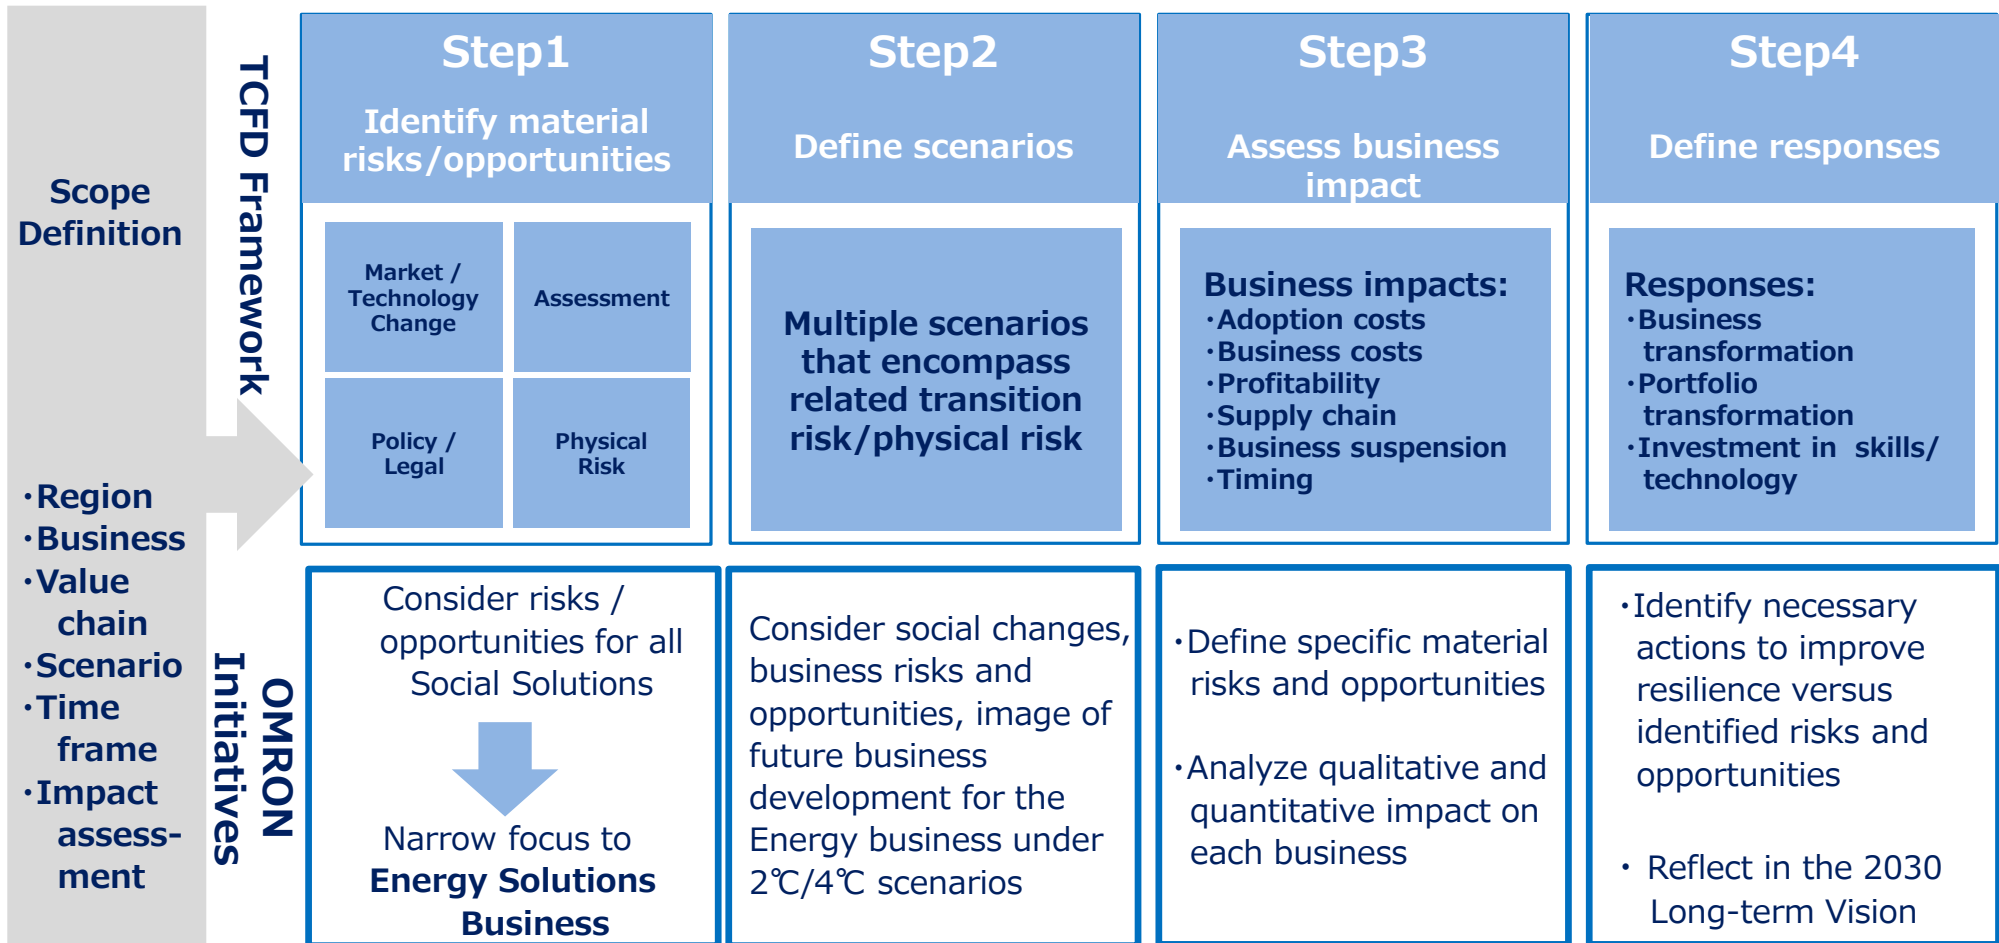 Scope
Definition
・Region
・Business
・Value
chain
・Scenario
・Time
frame
・Impact
assess-
ment
TCFD Framework
Step1
Identify material
risks/opportunities
Market /
Technology
Change
Assessment
Policy /
Legal
Physical
Risk
Step2
Define scenarios
Multiple scenarios
that encompass
related transition
risk/physical risk
Step3
Assess business
impact
Business impacts:
・Adoption costs
・Business costs
・Profitability
・Supply chain
・Business suspension
・Timing
Step4
Define responses
Responses:
・Business
transformation
・Portfolio
transformation
・Investment in skills/
technology
OMRON
Initiatives
Consider risks /
opportunities for all
Social Solutions
Narrow focus to
Energy Solutions
Business
Consider social changes,
business risks and
opportunities, image of
future business
development for the
Energy business under
2℃/4℃ scenarios
・Define specific material
risks and opportunities
・Analyze qualitative and
quantitative impact on
each business
・Identify necessary
actions to improve
resilience versus
identified risks and
opportunities
・ Reflect in the 2030
Long-term Vision